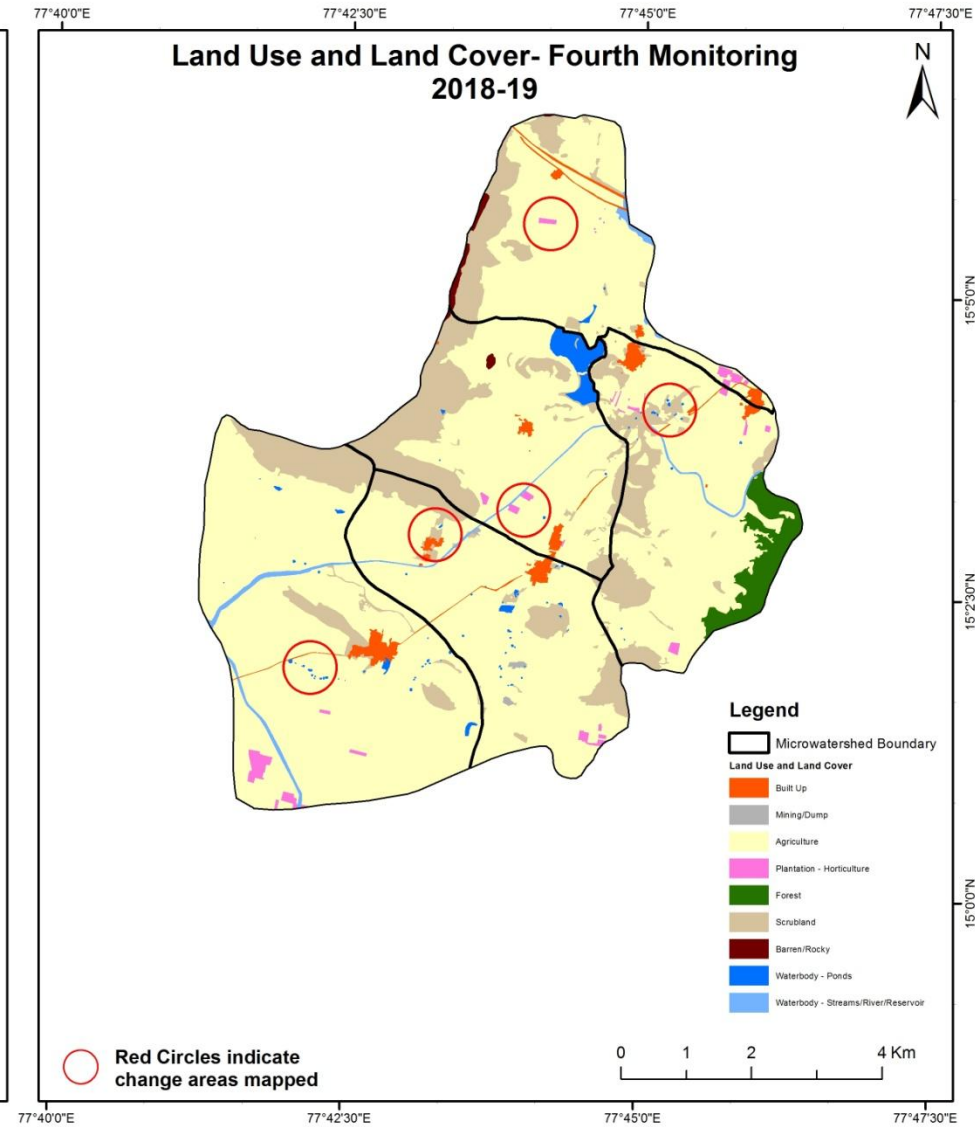 77°40'0"E
77°42'30"E
77°45'0"E
77°47'30"E
Land Use and Land Cover- Fourth Monitoring
2018-19
N
15°5'0"N
15°2'30"N
15°0'0"N
Legend
Microwatershed Boundary
Land Use and Land Cover
Built Up
Mining/Dump
Agriculture
Plantation - Horticulture
Forest
Scrubland
Barren/Rocky
Waterbody - Ponds
Waterbody - Streams/River/Reservoir
Red Circles indicate
change areas mapped
0 1 2 4 Km
77°40'0"E
77°42'30"E
77°45'0"E
77°47'30"E